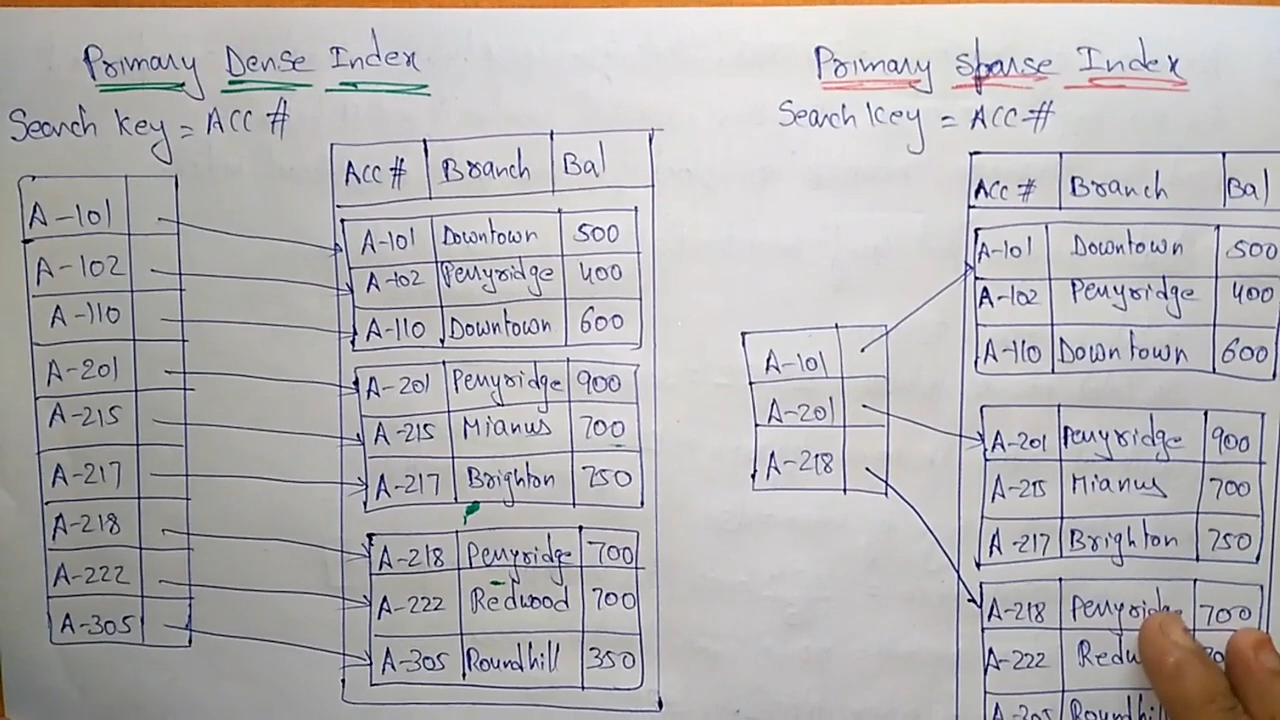 Primary Dense Index
Search Key = ACC #
A-101
A-102
A-110
A-201
A-215
A-217
A-218
A-222
A-305
ACC # Branch Bal
A-101 Downtown 500
A-102 Perryridge 400
A-110 Downtown 600
A-201 Perryridge 900
A-215 Mianus 700
A-217 Brighton 750
A-218 Perryridge 700
A-222 Redwood 700
A-305 Roundhill 350
Primary Sparse Index
Search Key = ACC #
A-101
A-201
A-218
ACC # Branch Bal
A-101 Downtown 500
A-102 Perryridge 400
A-110 Downtown 600
A-201 Perryridge 900
A-215 Mianus 700
A-217 Brighton 750
A-218 Perryridge 700
A-222